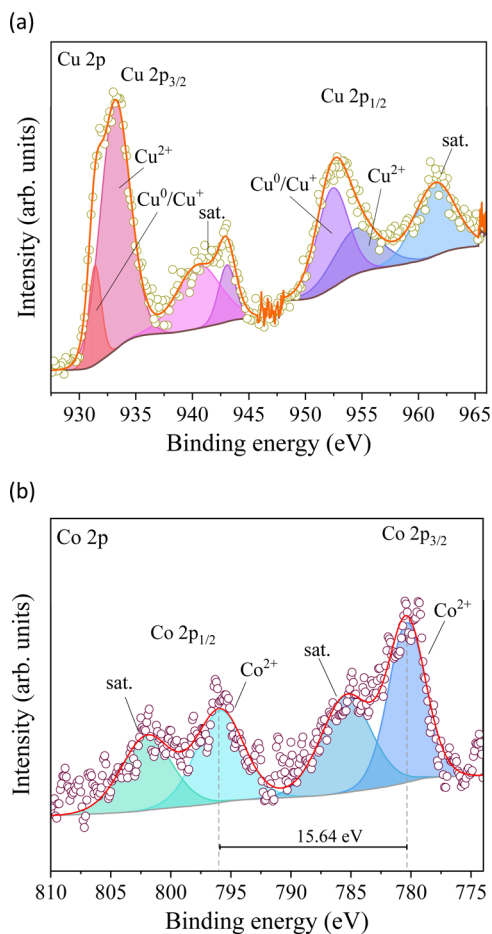 (a)
Cu 2p
Cu 2p3/2
Cu 2p1/2
Cu2+
Cu0/Cu+
sat.
Cu0/Cu+
Cu2+
sat.
Intensity (arb. units)
930 935 940 945 950 955 960 965
Binding energy (eV)
(b)
Co 2p
Co 2p3/2
Co2+
Co 2p1/2
sat.
Co2+
sat.
15.64 eV
Intensity (arb. units)
810 805 800 795 790 785 780 775
Binding energy (eV)